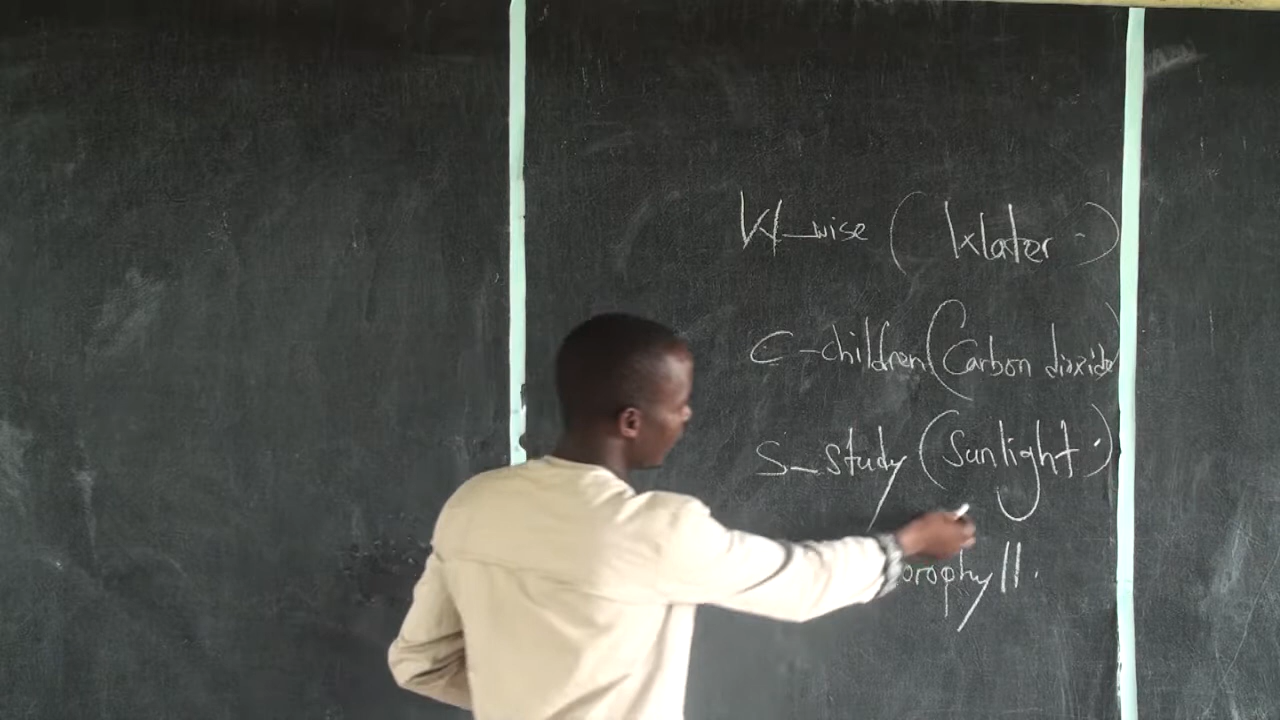 W-wise (Water-)
C-children (Carbon dioxide)
S-study (Sunlight.)
orophyll.